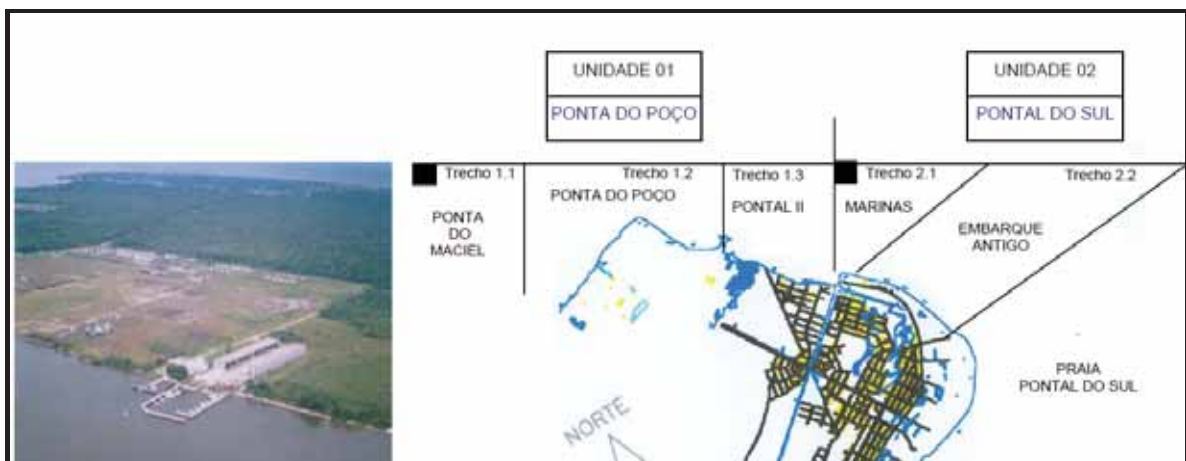 UNIDADE 01
PONTA DO POÇO
UNIDADE 02
PONTAL DO SUL
Trecho 1.1
Trecho 1.2
Trecho 1.3
Trecho 2.1
Trecho 2.2
PONTA
DO
MACIEL
PONTA DO POÇO
PONTAL II
MARINAS
EMBARQUE
ANTIGO
PRAIA
PONTAL DO SUL
NORTE